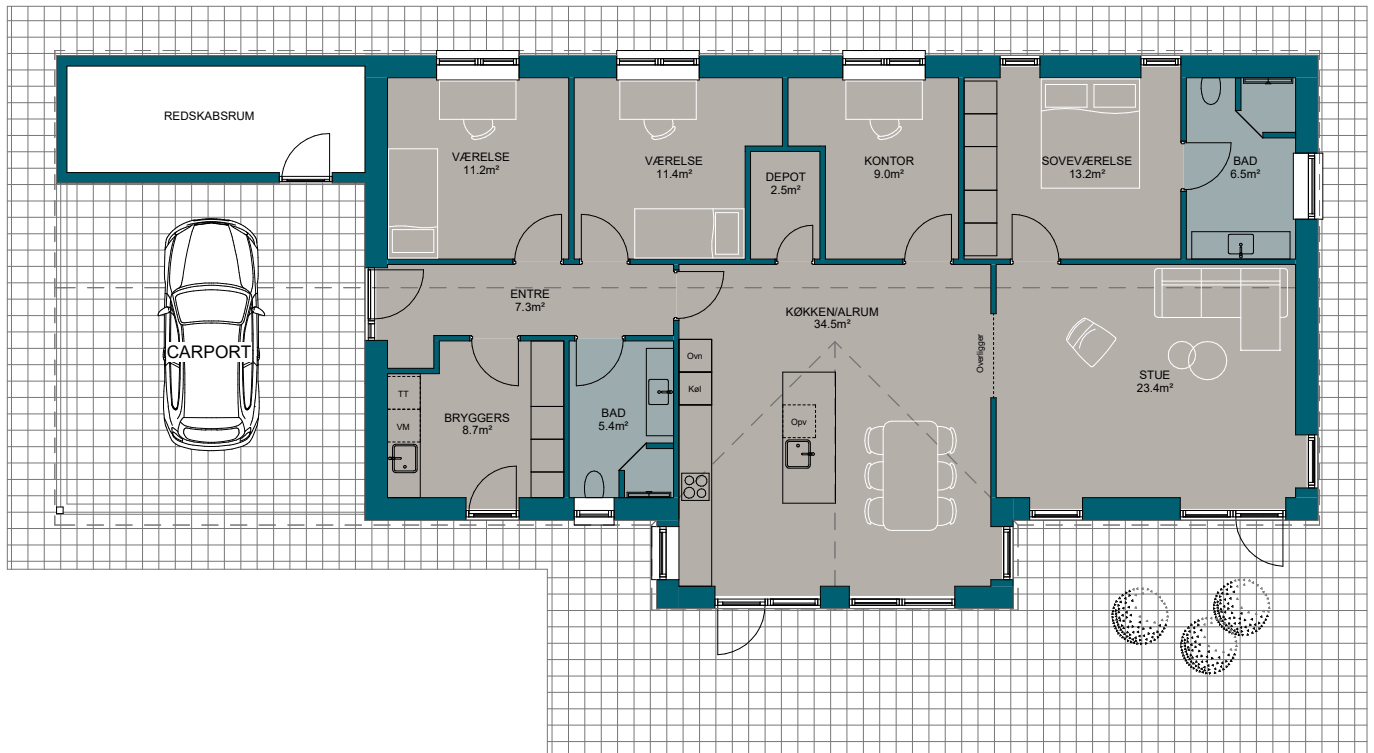 REDSKABSRUM
VÆRELSE
11.2m²
VÆRELSE
11.4m²
DEPOT
2.5m²
KONTOR
9.0m²
SOVEVÆRELSE
13.2m²
BAD
6.5m²
ENTRE
7.3m²
KØKKEN/ALRUM
34.5m²
CARPORT
Overligger
STUE
23.4m²
TT
VM
BRYGGERS
8.7m²
BAD
5.4m²
Ovn
Køl
Opv